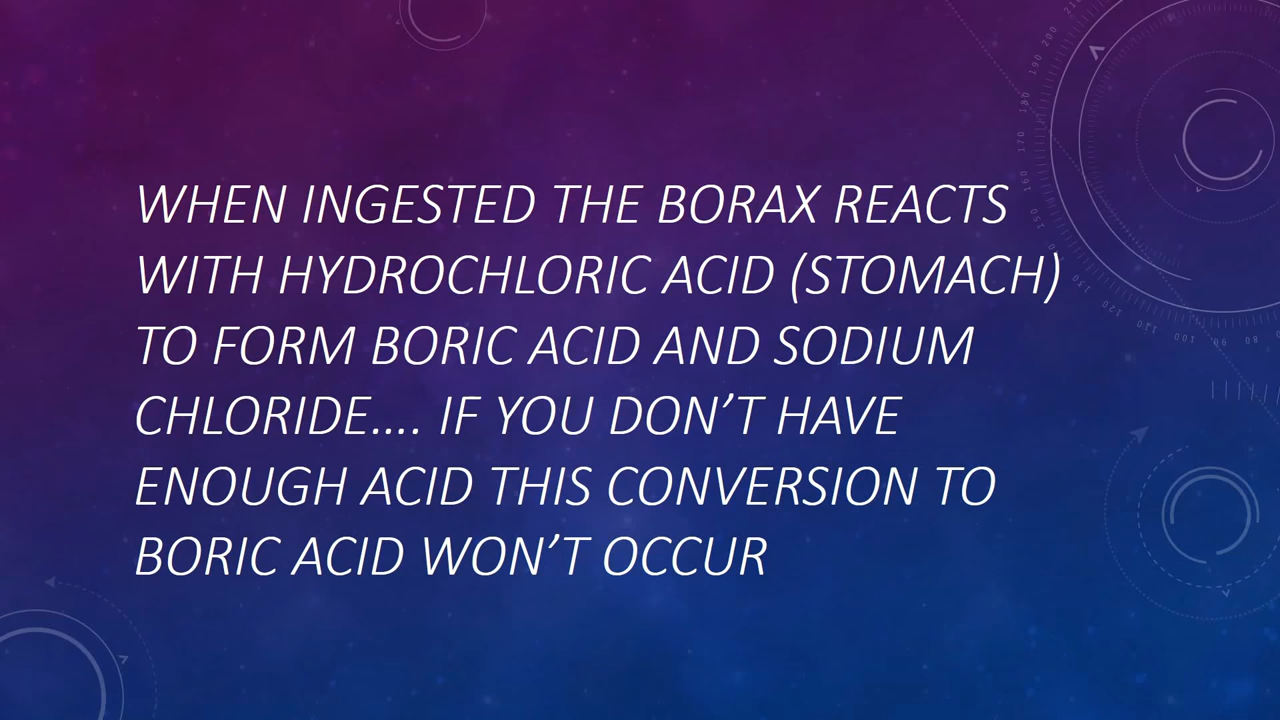 WHEN INGESTED THE BORAX REACTS
WITH HYDROCHLORIC ACID (STOMACH)
TO FORM BORIC ACID AND SODIUM
CHLORIDE.... IF YOU DON’T HAVE
ENOUGH ACID THIS CONVERSION TO
BORIC ACID WON’T OCCUR